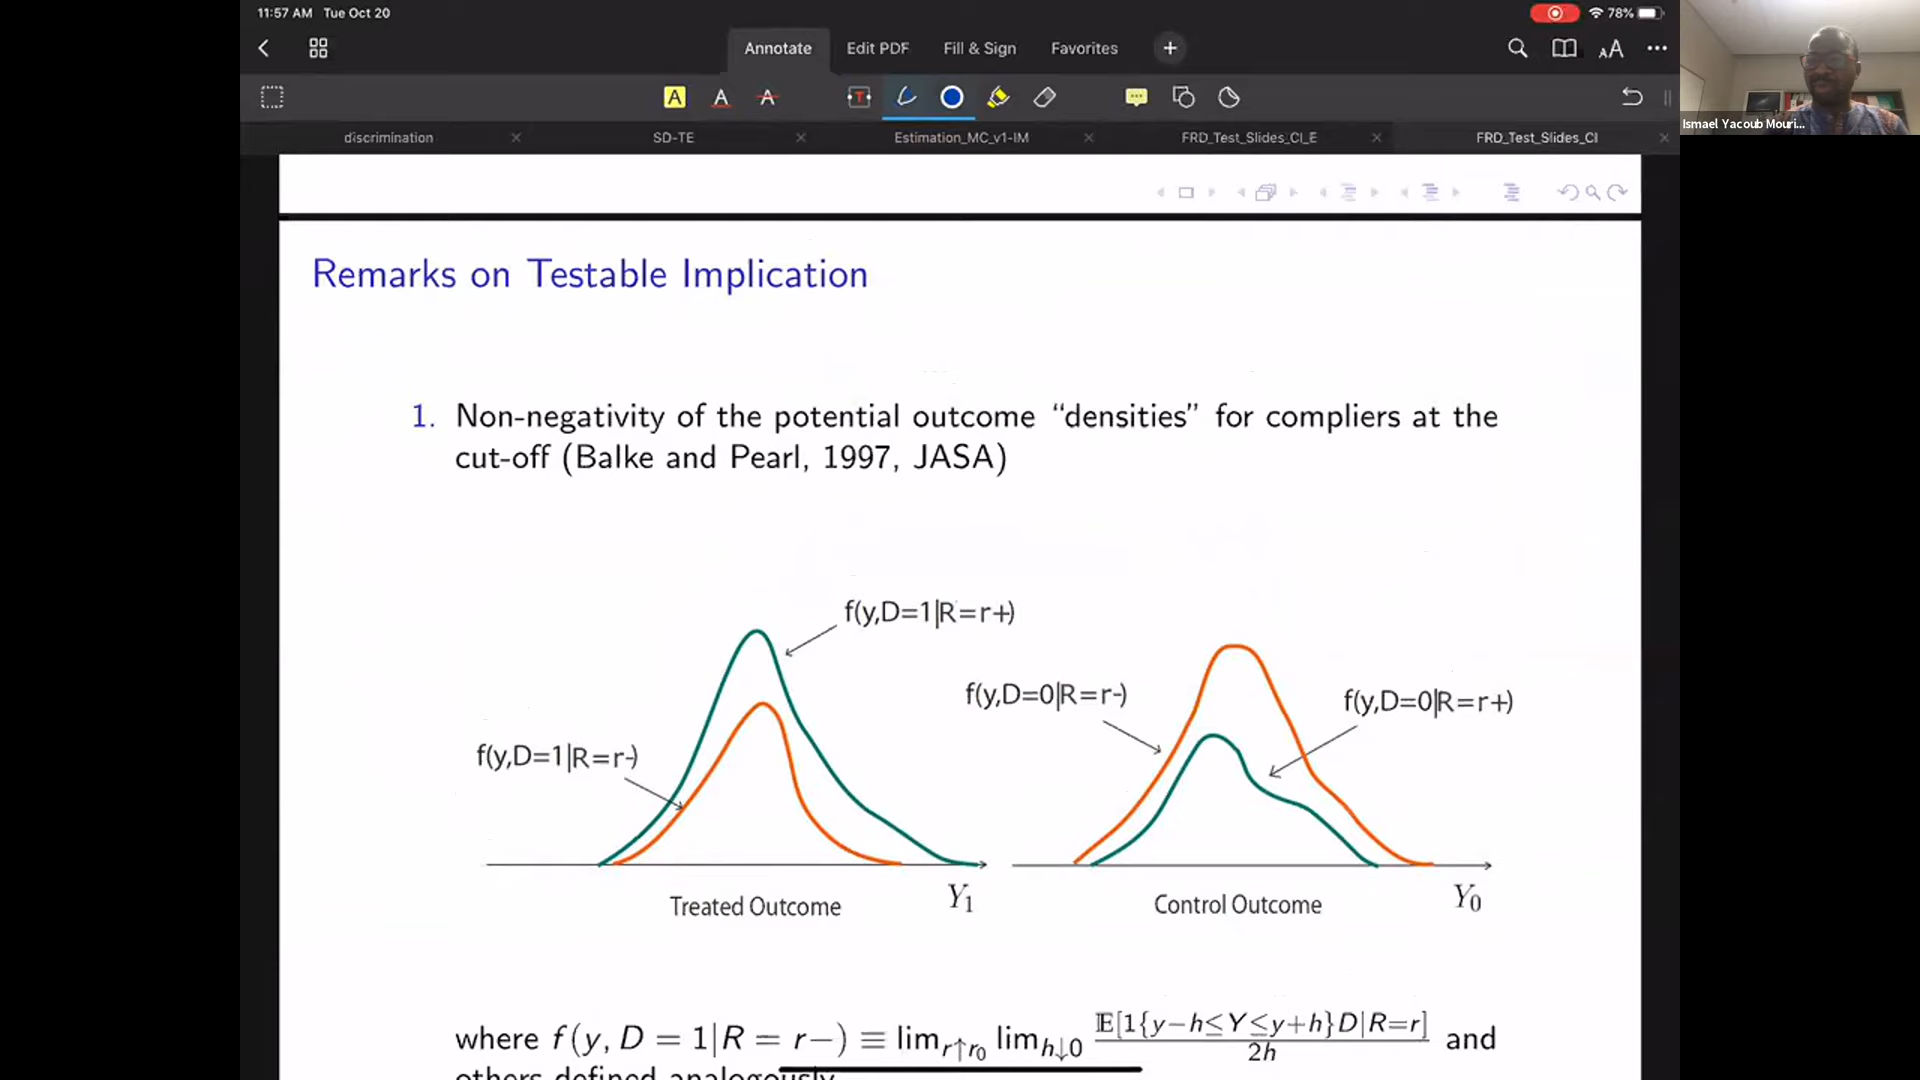 11:57 AM Tue Oct 20
78%
Annotate Edit PDF Fill & Sign Favorites
discrimination SD-TE Estimation_MC_v1-IM FRD_Test_Slides_CI_E FRD_Test_Slides_CI
Ismael Yacoub Mouri...
Remarks on Testable Implication
1. Non-negativity of the potential outcome “densities” for compliers at the
cut-off (Balke and Pearl, 1997, JASA)
f(y,D=1|R=r+)
f(y,D=1|R=r-)
Treated Outcome
Y₁
f(y,D=0|R=r-)
f(y,D=0|R=r+)
Control Outcome
Y₀
where f(y, D = 1|R = r−) ≡ lim_{r↑r₀} lim_{h↓0} 𝔼[1{y−h≤Y≤y+h}D|R=r] / 2h and
others defined analogously